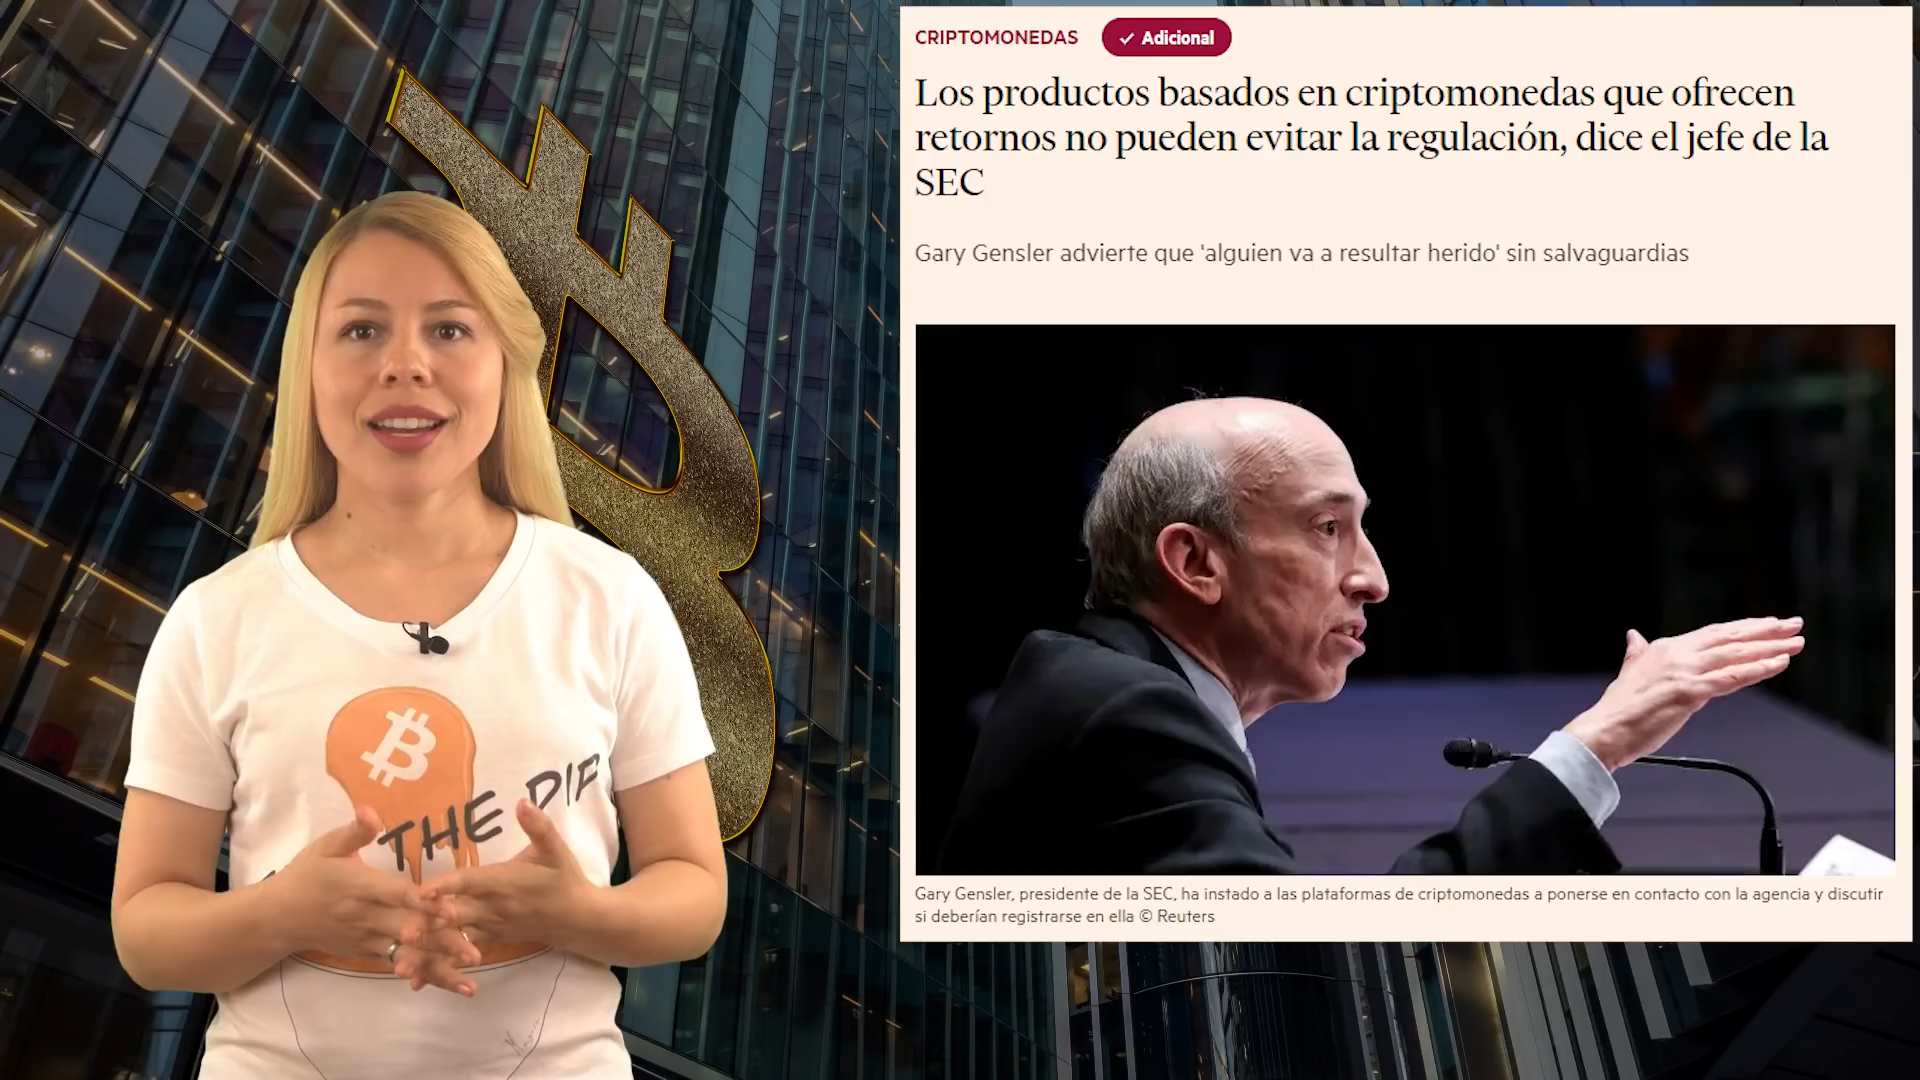 CRIPTOMONEDAS
Adicional
Los productos basados en criptomonedas que ofrecen
retornos no pueden evitar la regulación, dice el jefe de la
SEC
Gary Gensler advierte que 'alguien va a resultar herido' sin salvaguardias
Gary Gensler, presidente de la SEC, ha instado a las plataformas de criptomonedas a ponerse en contacto con la agencia y discutir
si deberían registrarse en ella © Reuters
THE DIP